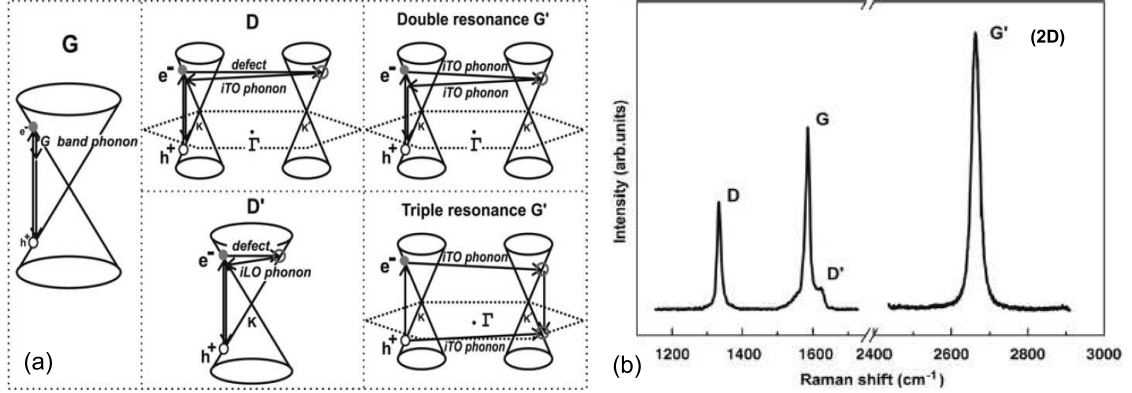 G
e-
G band phonon
h+
(a)
D
defect
e-
iTO phonon
K
K'
Γ
h+
Double resonance G'
iTO phonon
e-
iTO phonon
K
K'
Γ
h+
D'
defect
e-
iLO phonon
K
h+
Triple resonance G'
iTO phonon
e-
K
K'
Γ
h+
iTO phonon
(b)
Intensity (arb.units)
D
G
D'
G' (2D)
1200 1400 1600 2400 2600 2800 3000
Raman shift (cm-1)